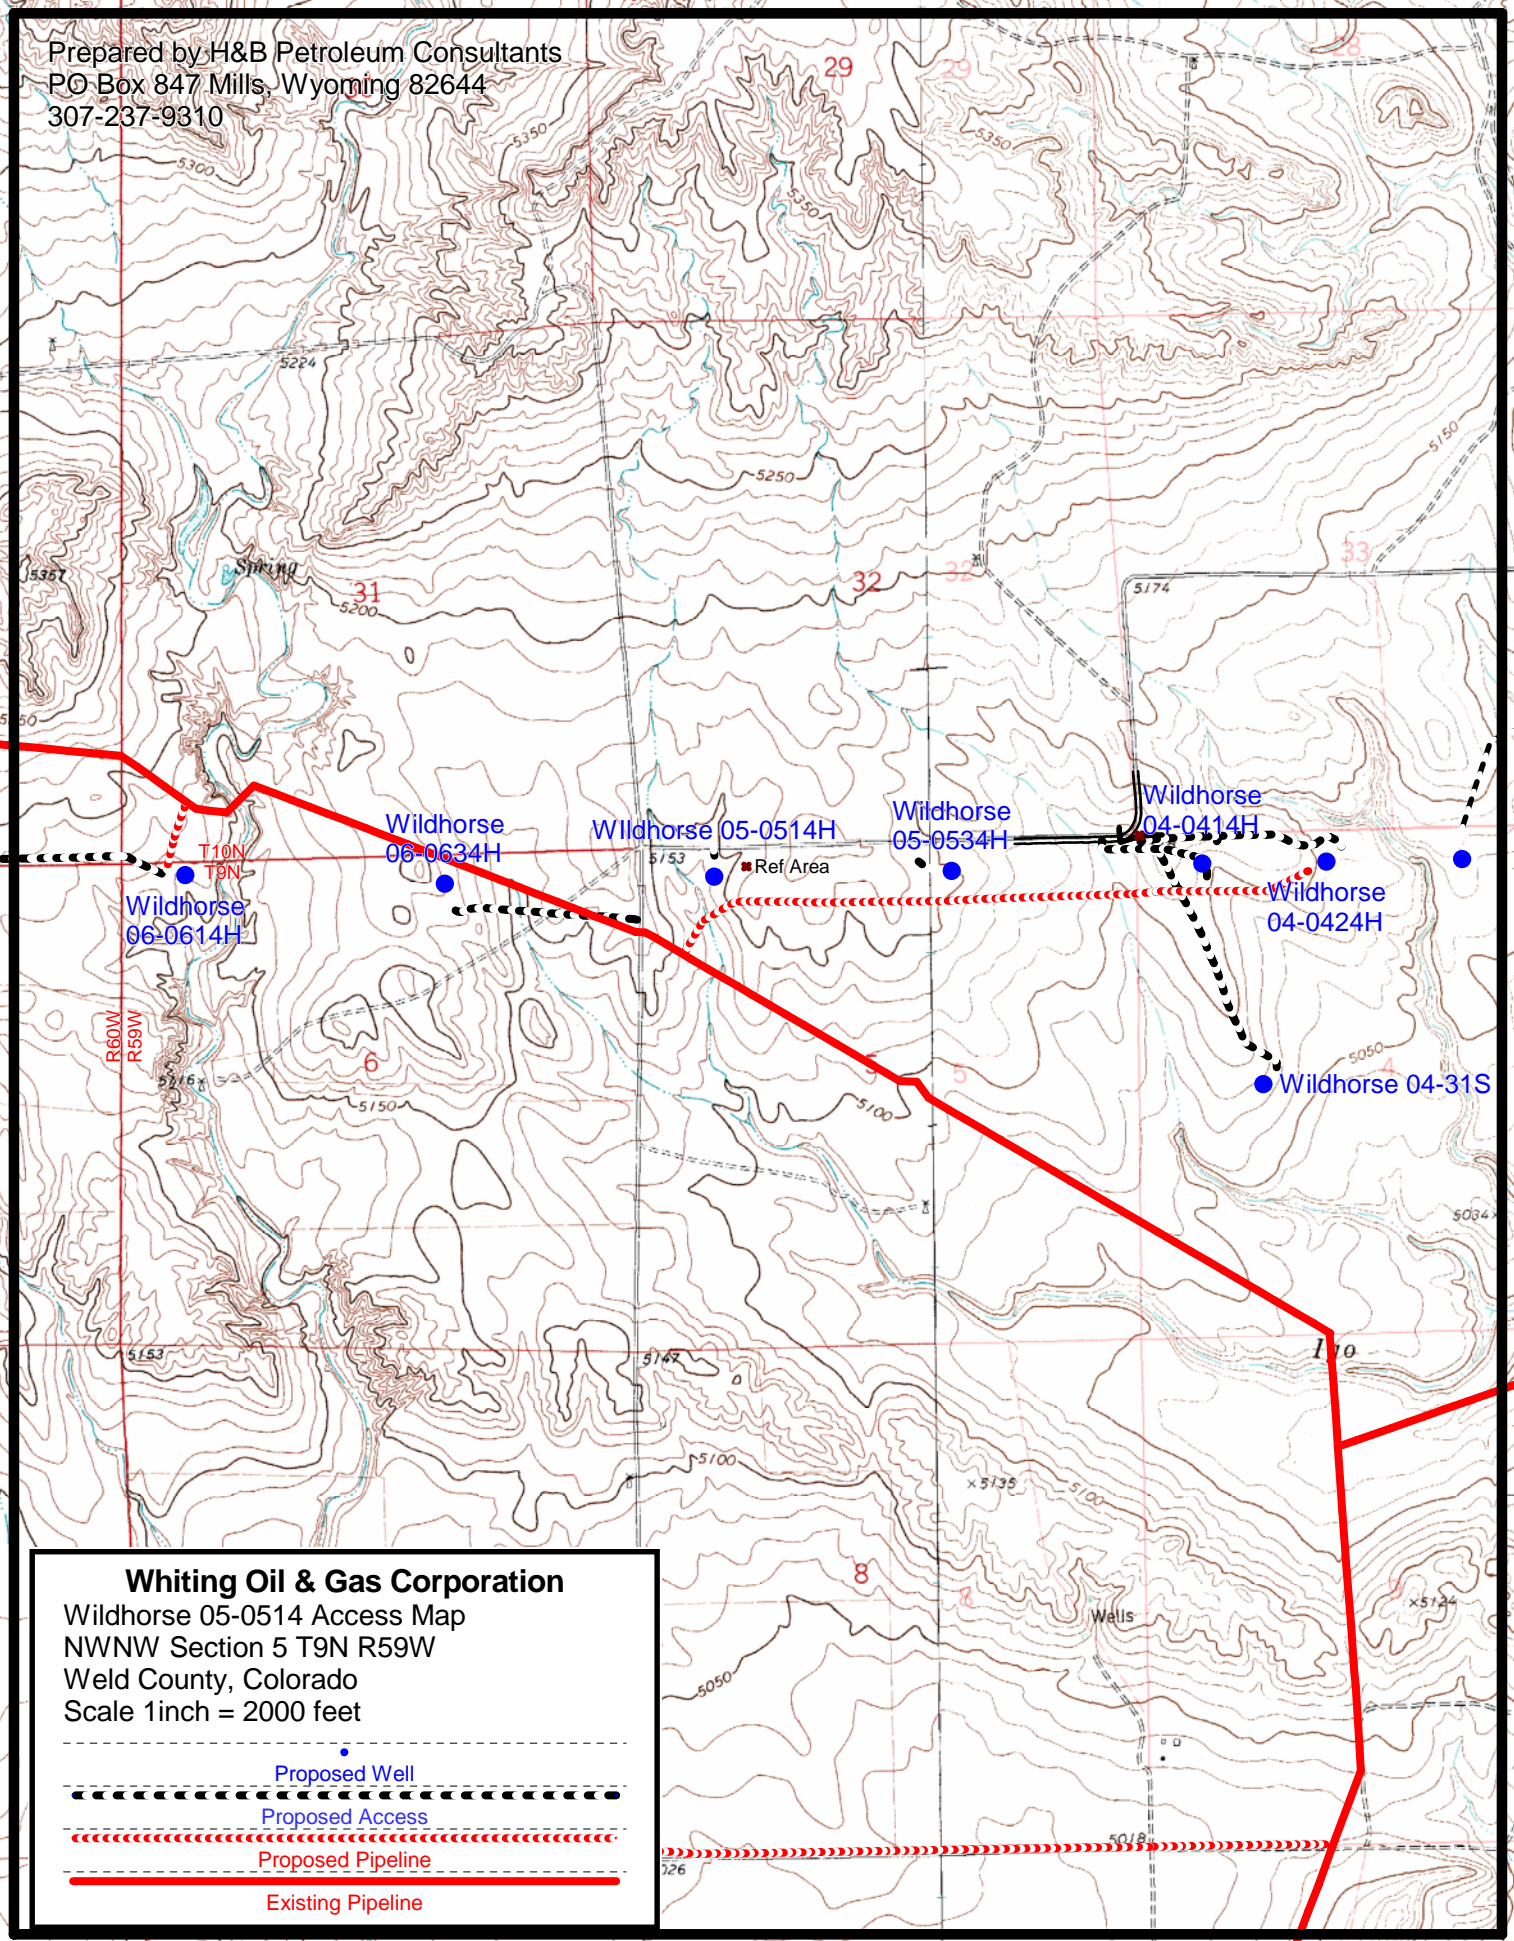 Prepared by H&B Petroleum Consultants
PO Box 847 Mills, Wyoming 82644
307-237-9310
29
29
28
5300
5350
5350
5350
5224
5250
5150
5357
Spring
31
5200
32
32
33
5174
Wildhorse
06-0634H
WIldhorse 05-0514H
Wildhorse
05-0534H
Wildhorse
04-0414H
T10N
T9N
5153
Ref Area
Wildhorse
06-0614H
Wildhorse
04-0424H
R60W
R59W
6
5
5
4
5050
5116
5150
5100
Wildhorse 04-31S
5034
5153
5147
5100
5135
5100
8
8
9
5124
Wells
5050
5018
Whiting Oil & Gas Corporation
Wildhorse 05-0514 Access Map
NWNW Section 5 T9N R59W
Weld County, Colorado
Scale 1inch = 2000 feet
Proposed Well
Proposed Access
Proposed Pipeline
Existing Pipeline